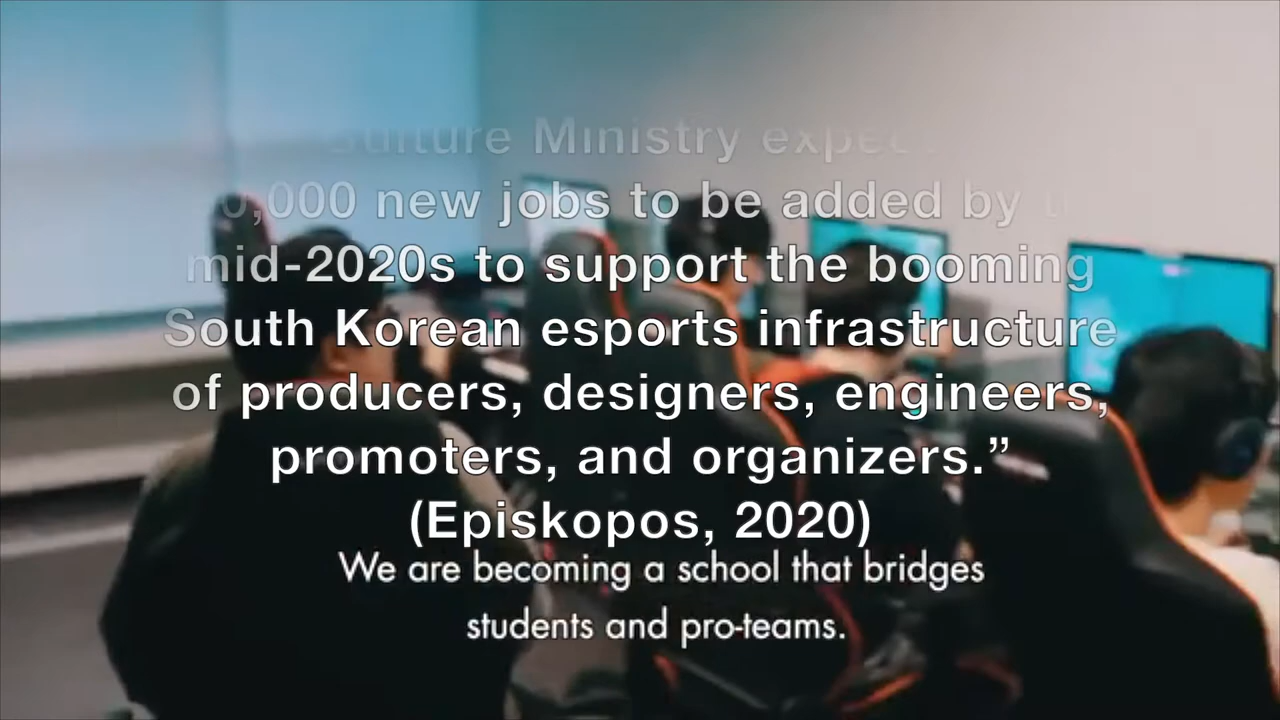 Culture Ministry expec
0,000 new jobs to be added by
mid-2020s to support the booming
South Korean esports infrastructure
of producers, designers, engineers,
promoters, and organizers.”
(Episkopos, 2020)
We are becoming a school that bridges
students and pro-teams.